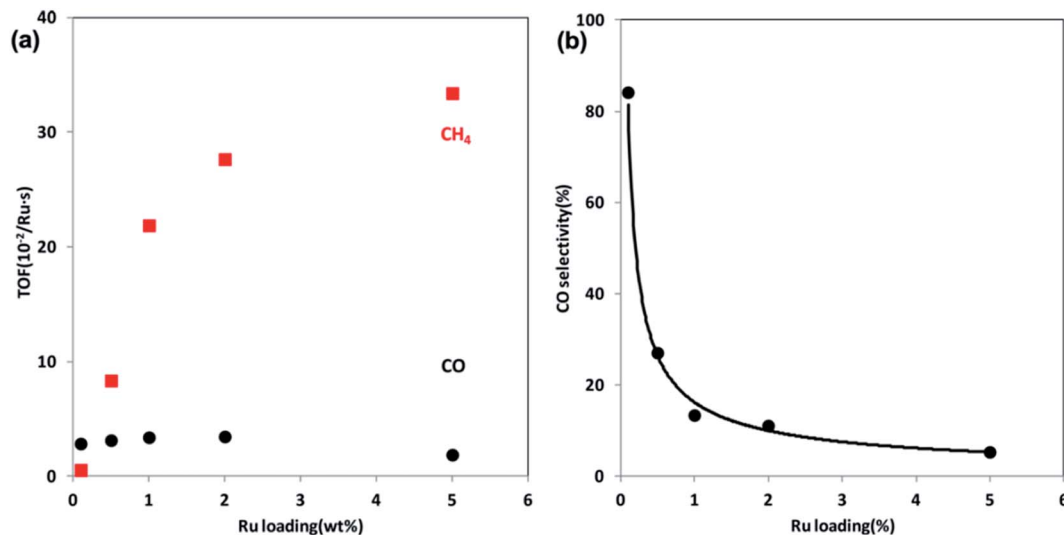 (a)
40
30
20
10
0
TOF(10⁻²/Ru·s)
CH₄
CO
0 1 2 3 4 5 6
Ru loading(wt%)
(b)
100
80
60
40
20
0
CO selectivity(%)
0 1 2 3 4 5 6
Ru loading(%)